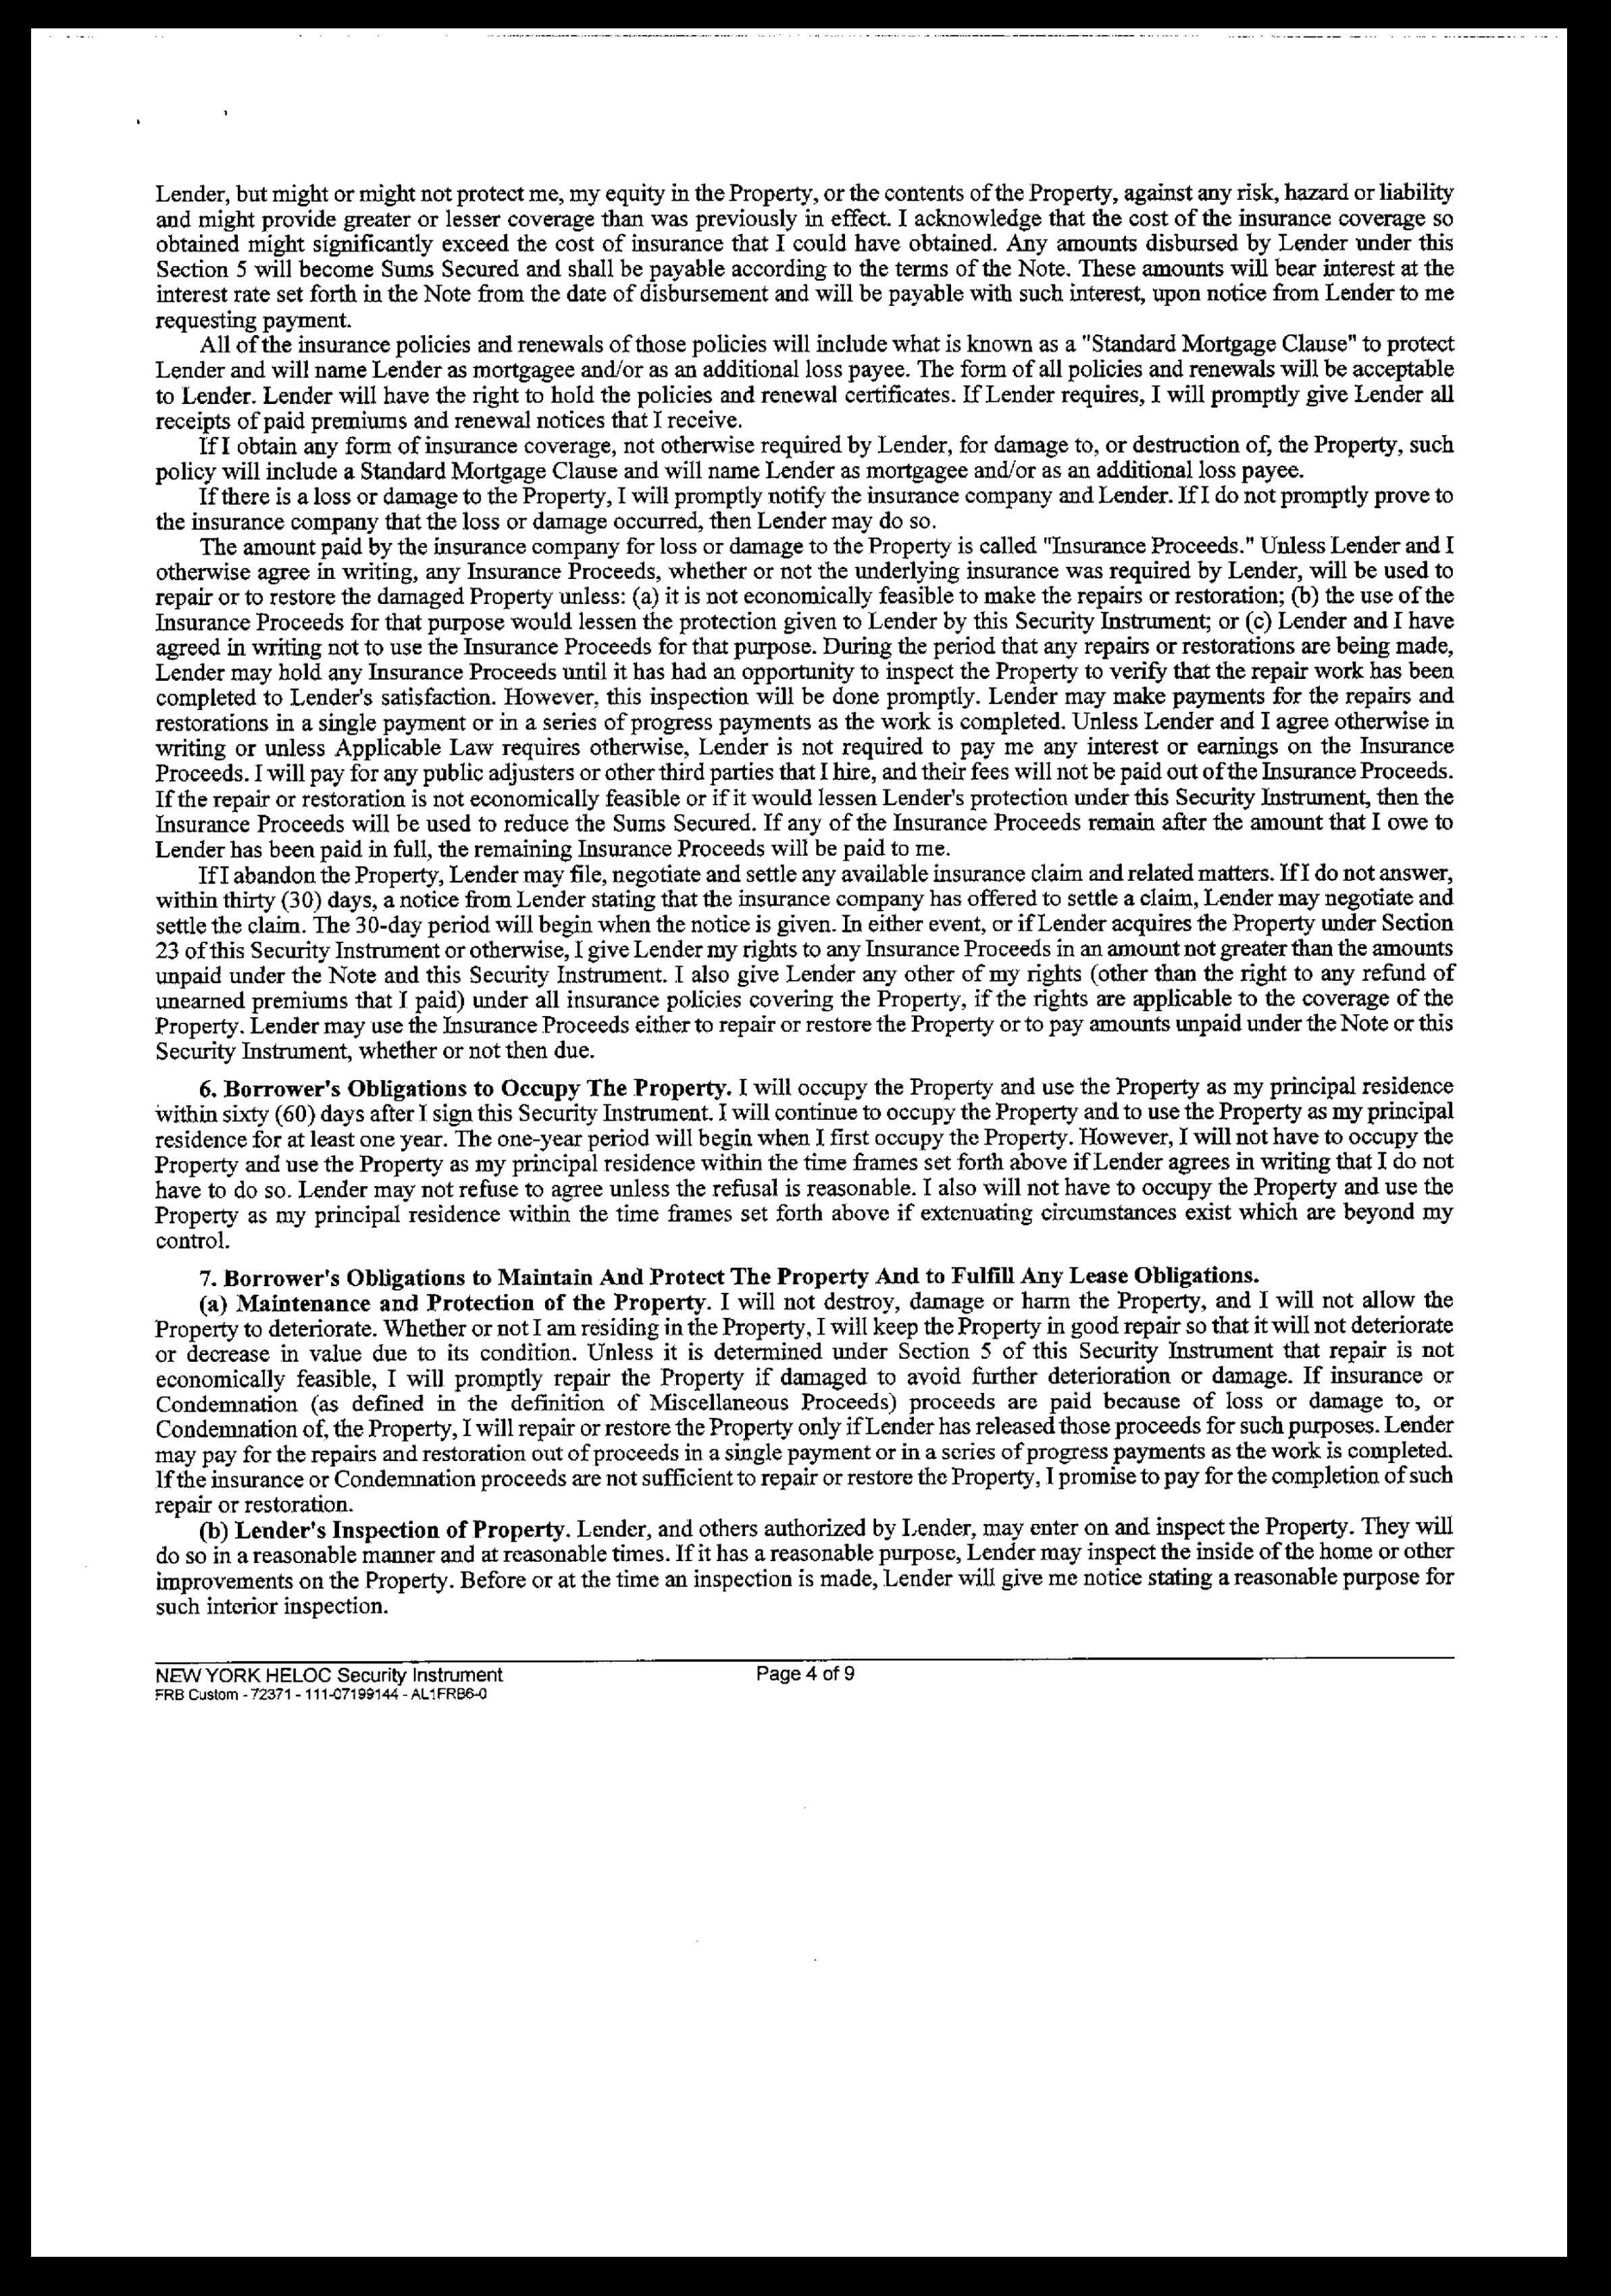 Lender, but might or might not protect me, my equity in the Property, or the contents of the Property, against any risk, hazard or liability
and might provide greater or lesser coverage than was previously in effect. I acknowledge that the cost of the insurance coverage so
obtained might significantly exceed the cost of insurance that I could have obtained. Any amounts disbursed by Lender under this
Section 5 will become Sums Secured and shall be payable according to the terms of the Note. These amounts will bear interest at the
interest rate set forth in the Note from the date of disbursement and will be payable with such interest, upon notice from Lender to me
requesting payment.
All of the insurance policies and renewals of those policies will include what is known as a "Standard Mortgage Clause" to protect
Lender and will name Lender as mortgagee and/or as an additional loss payee. The form of all policies and renewals will be acceptable
to Lender. Lender will have the right to hold the policies and renewal certificates. If Lender requires, I will promptly give Lender all
receipts of paid premiums and renewal notices that I receive.
If I obtain any form of insurance coverage, not otherwise required by Lender, for damage to, or destruction of, the Property, such
policy will include a Standard Mortgage Clause and will name Lender as mortgagee and/or as an additional loss payee.
If there is a loss or damage to the Property, I will promptly notify the insurance company and Lender. If I do not promptly prove to
the insurance company that the loss or damage occurred, then Lender may do so.
The amount paid by the insurance company for loss or damage to the Property is called "Insurance Proceeds." Unless Lender and I
otherwise agree in writing, any Insurance Proceeds, whether or not the underlying insurance was required by Lender, will be used to
repair or to restore the damaged Property unless: (a) it is not economically feasible to make the repairs or restoration; (b) the use of the
Insurance Proceeds for that purpose would lessen the protection given to Lender by this Security Instrument; or (c) Lender and I have
agreed in writing not to use the Insurance Proceeds for that purpose. During the period that any repairs or restorations are being made,
Lender may hold any Insurance Proceeds until it has had an opportunity to inspect the Property to verify that the repair work has been
completed to Lender's satisfaction. However, this inspection will be done promptly. Lender may make payments for the repairs and
restorations in a single payment or in a series of progress payments as the work is completed. Unless Lender and I agree otherwise in
writing or unless Applicable Law requires otherwise, Lender is not required to pay me any interest or earnings on the Insurance
Proceeds. I will pay for any public adjusters or other third parties that I hire, and their fees will not be paid out of the Insurance Proceeds.
If the repair or restoration is not economically feasible or if it would lessen Lender's protection under this Security Instrument, then the
Insurance Proceeds will be used to reduce the Sums Secured. If any of the Insurance Proceeds remain after the amount that I owe to
Lender has been paid in full, the remaining Insurance Proceeds will be paid to me.
If I abandon the Property, Lender may file, negotiate and settle any available insurance claim and related matters. If I do not answer,
within thirty (30) days, a notice from Lender stating that the insurance company has offered to settle a claim, Lender may negotiate and
settle the claim. The 30-day period will begin when the notice is given. In either event, or if Lender acquires the Property under Section
23 of this Security Instrument or otherwise, I give Lender my rights to any Insurance Proceeds in an amount not greater than the amounts
unpaid under the Note and this Security Instrument. I also give Lender any other of my rights (other than the right to any refund of
unearned premiums that I paid) under all insurance policies covering the Property, if the rights are applicable to the coverage of the
Property. Lender may use the Insurance Proceeds either to repair or restore the Property or to pay amounts unpaid under the Note or this
Security Instrument, whether or not then due.
6. Borrower's Obligations to Occupy The Property. I will occupy the Property and use the Property as my principal residence
within sixty (60) days after I sign this Security Instrument. I will continue to occupy the Property and to use the Property as my principal
residence for at least one year. The one-year period will begin when I first occupy the Property. However, I will not have to occupy the
Property and use the Property as my principal residence within the time frames set forth above if Lender agrees in writing that I do not
have to do so. Lender may not refuse to agree unless the refusal is reasonable. I also will not have to occupy the Property and use the
Property as my principal residence within the time frames set forth above if extenuating circumstances exist which are beyond my
control.
7. Borrower's Obligations to Maintain And Protect The Property And to Fulfill Any Lease Obligations.
(a) Maintenance and Protection of the Property. I will not destroy, damage or harm the Property, and I will not allow the
Property to deteriorate. Whether or not I am residing in the Property, I will keep the Property in good repair so that it will not deteriorate
or decrease in value due to its condition. Unless it is determined under Section 5 of this Security Instrument that repair is not
economically feasible, I will promptly repair the Property if damaged to avoid further deterioration or damage. If insurance or
Condemnation (as defined in the definition of Miscellaneous Proceeds) proceeds are paid because of loss or damage to, or
Condemnation of, the Property, I will repair or restore the Property only if Lender has released those proceeds for such purposes. Lender
may pay for the repairs and restoration out of proceeds in a single payment or in a series of progress payments as the work is completed.
If the insurance or Condemnation proceeds are not sufficient to repair or restore the Property, I promise to pay for the completion of such
repair or restoration.
(b) Lender's Inspection of Property. Lender, and others authorized by Lender, may enter on and inspect the Property. They will
do so in a reasonable manner and at reasonable times. If it has a reasonable purpose, Lender may inspect the inside of the home or other
improvements on the Property. Before or at the time an inspection is made, Lender will give me notice stating a reasonable purpose for
such interior inspection.
NEW YORK HELOC Security Instrument
Page 4 of 9
FRB Custom - 72371 - 111-07199144 - AL1FRB6-0